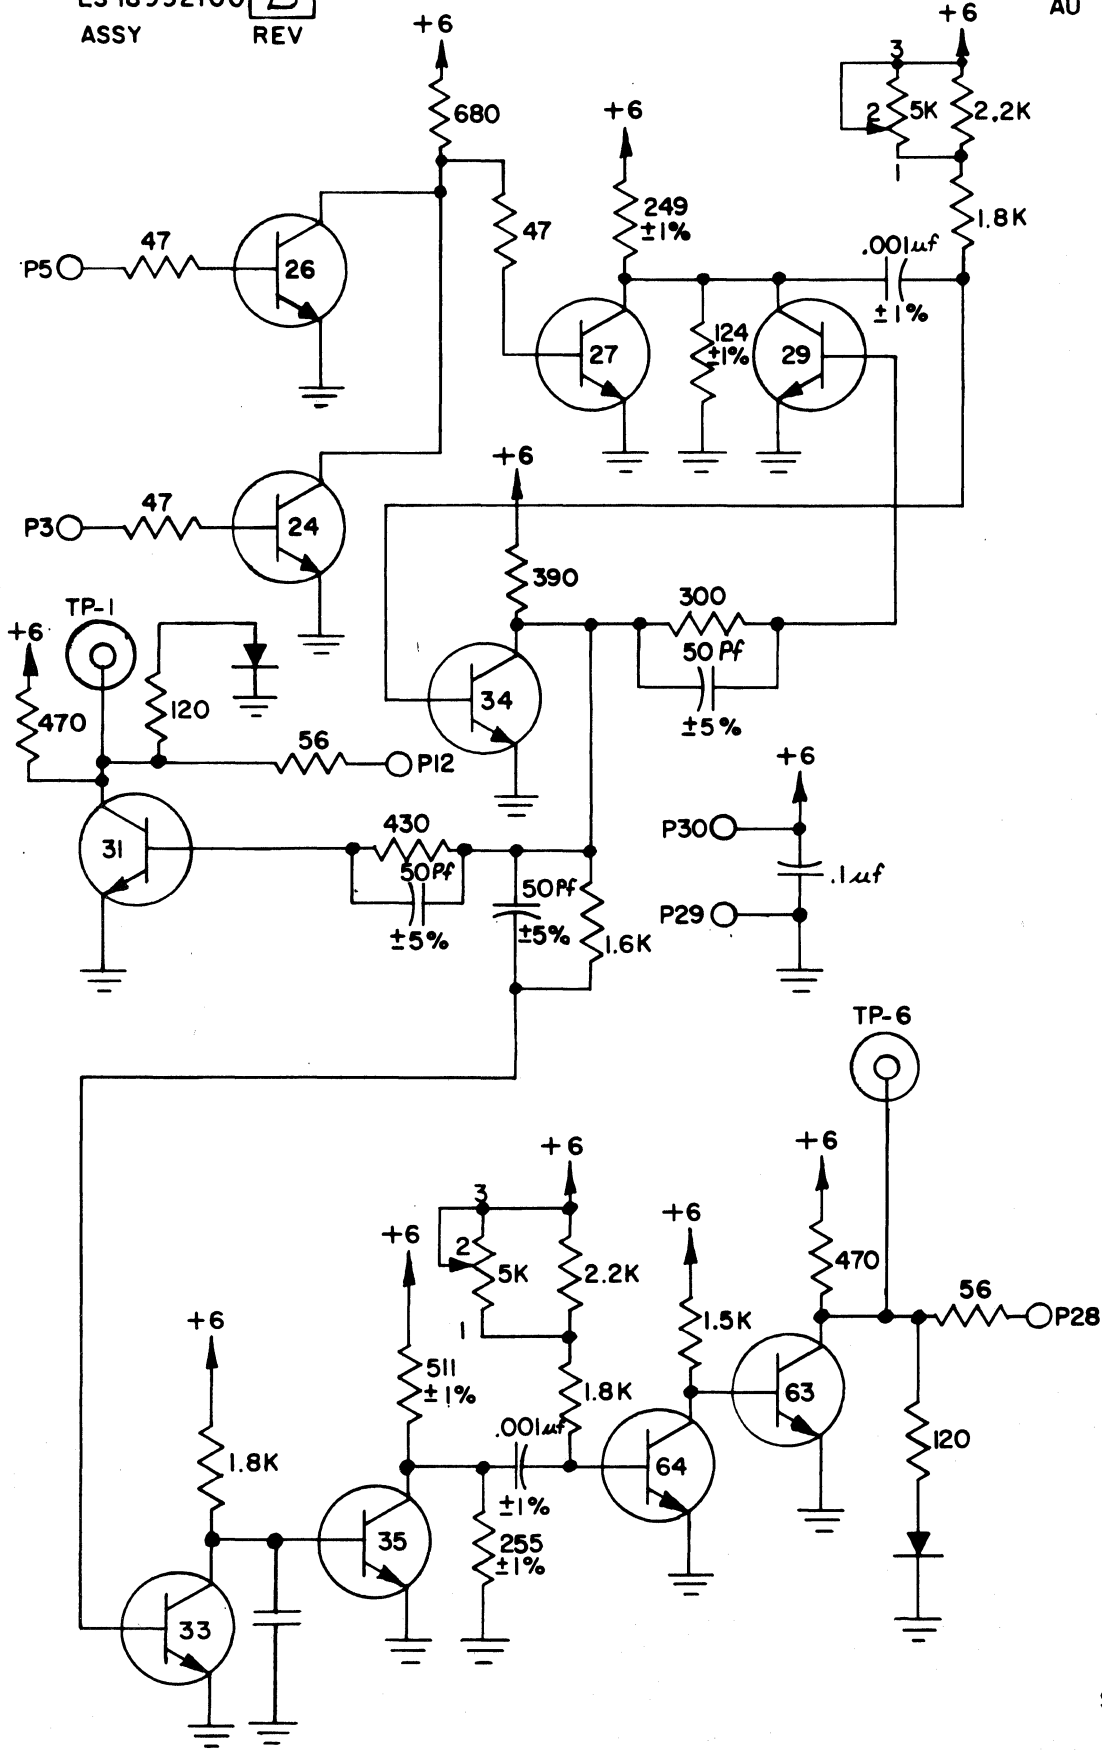 ASSY REV
AU
+6
680
+6
3
2 5K 2.2K
1
1.8K
+6
249
±1%
47
P5 47 26
.001uf
±1%
27
124
±1%
29
P3 47 24
+6
390
300
50 Pf
±5%
34
TP-1
+6
470
120
56 P12
31
430
50Pf
±5%
50Pf
±5%
1.6K
+6
P30
.1uf
P29
TP-6
+6
470
56 P28
63
120
+6
1.5K
64
+6
3
2 5K 2.2K
1
1.8K
.001uf
±1%
+6
511
±1%
255
±1%
35
+6
1.8K
33